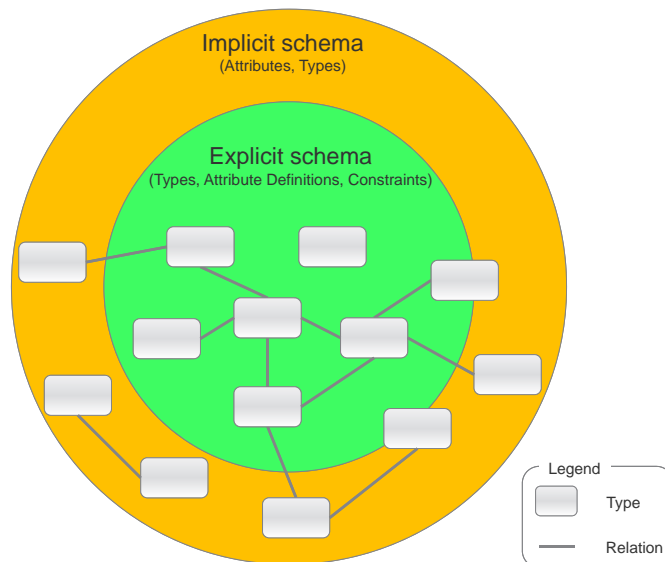 Implicit schema
(Attributes, Types)
Explicit schema
(Types, Attribute Definitions, Constraints)
Legend
Type
Relation